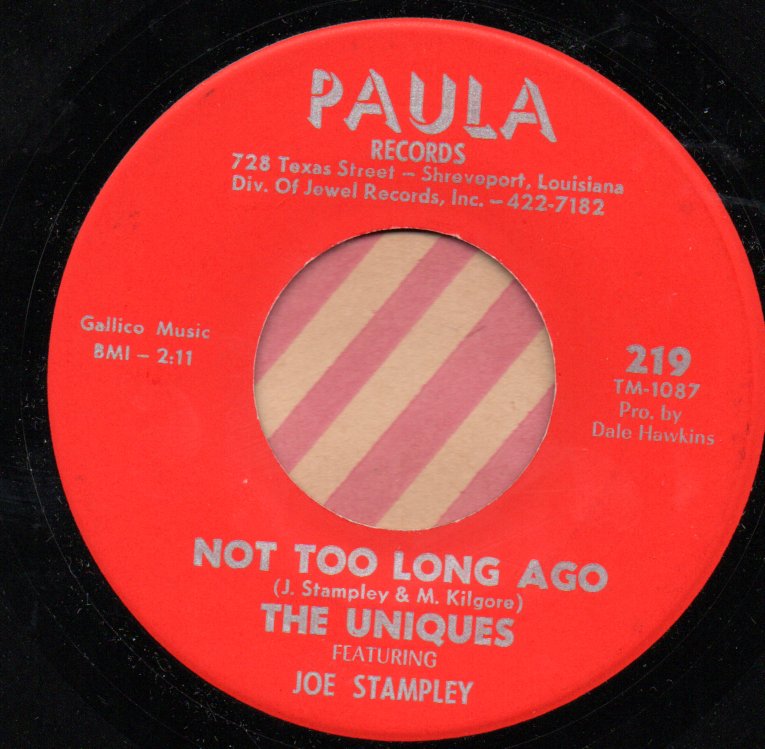 PAULA
RECORDS
728 Texas Street — Shreveport, Louisiana
Div. Of Jewel Records, Inc. — 422-7182
Gallico Music
BMI — 2:11
219
TM-1087
Pro. by
Dale Hawkins
NOT TOO LONG AGO
(J. Stampley & M. Kilgore)
THE UNIQUES
FEATURING
JOE STAMPLEY